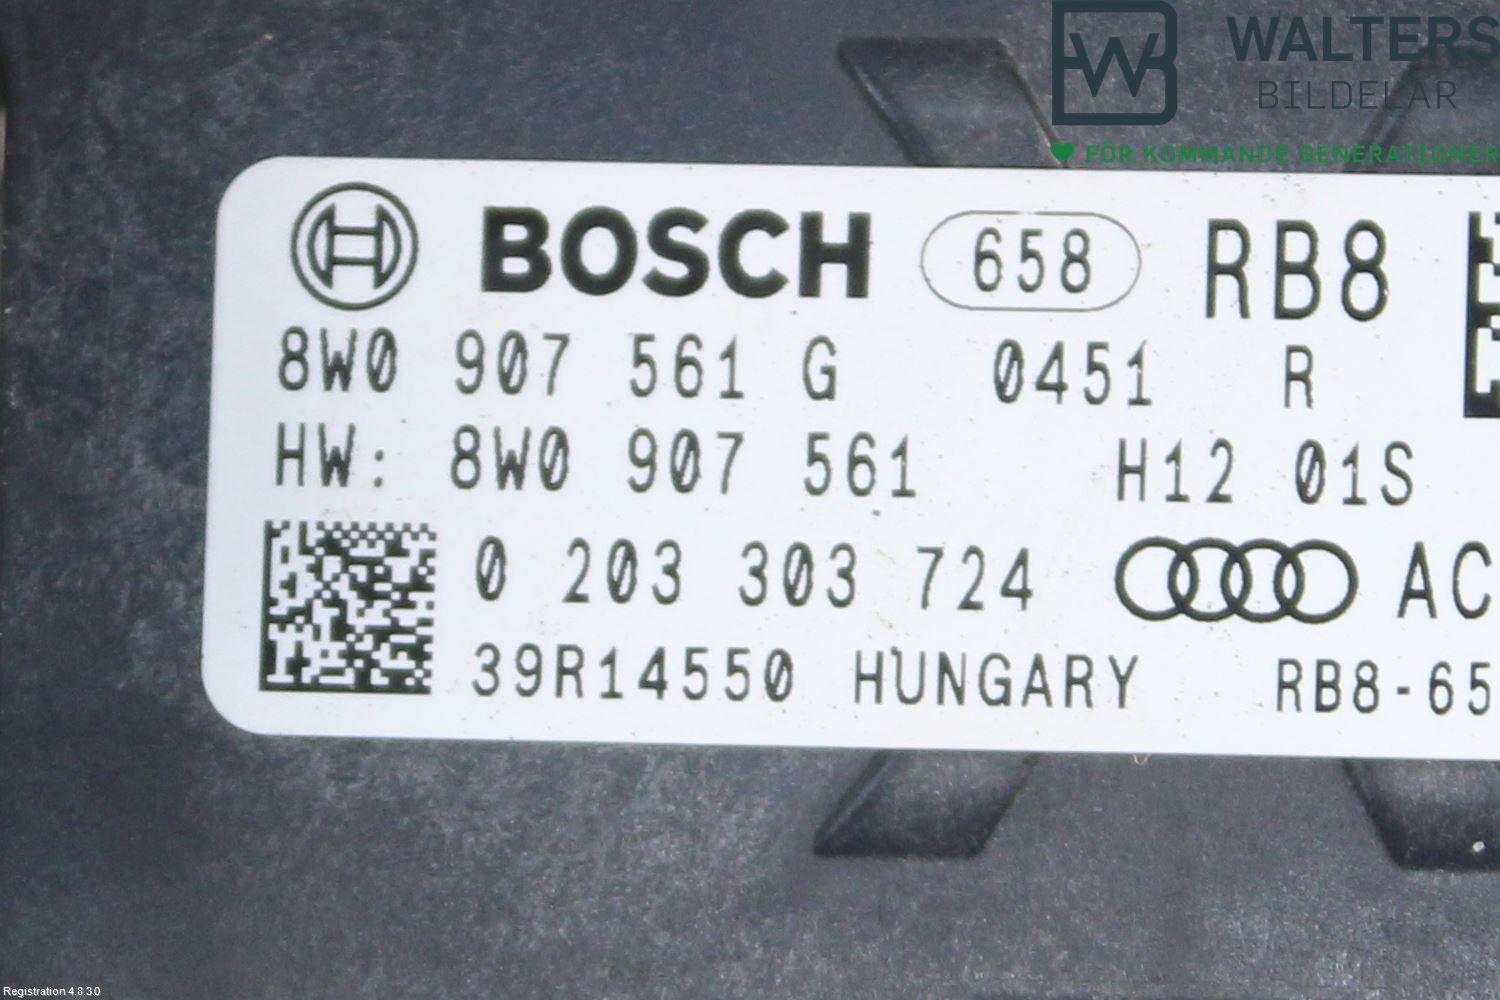 WALTERS
BILDELAR
FÖR KOMMANDE GENERATIONER
BOSCH 658 RB8
8W0 907 561 G 0451 R
HW: 8W0 907 561 H12 01S
0 203 303 724 AC
39R14550 HUNGARY RB8-65
Registration 4.8.3.0